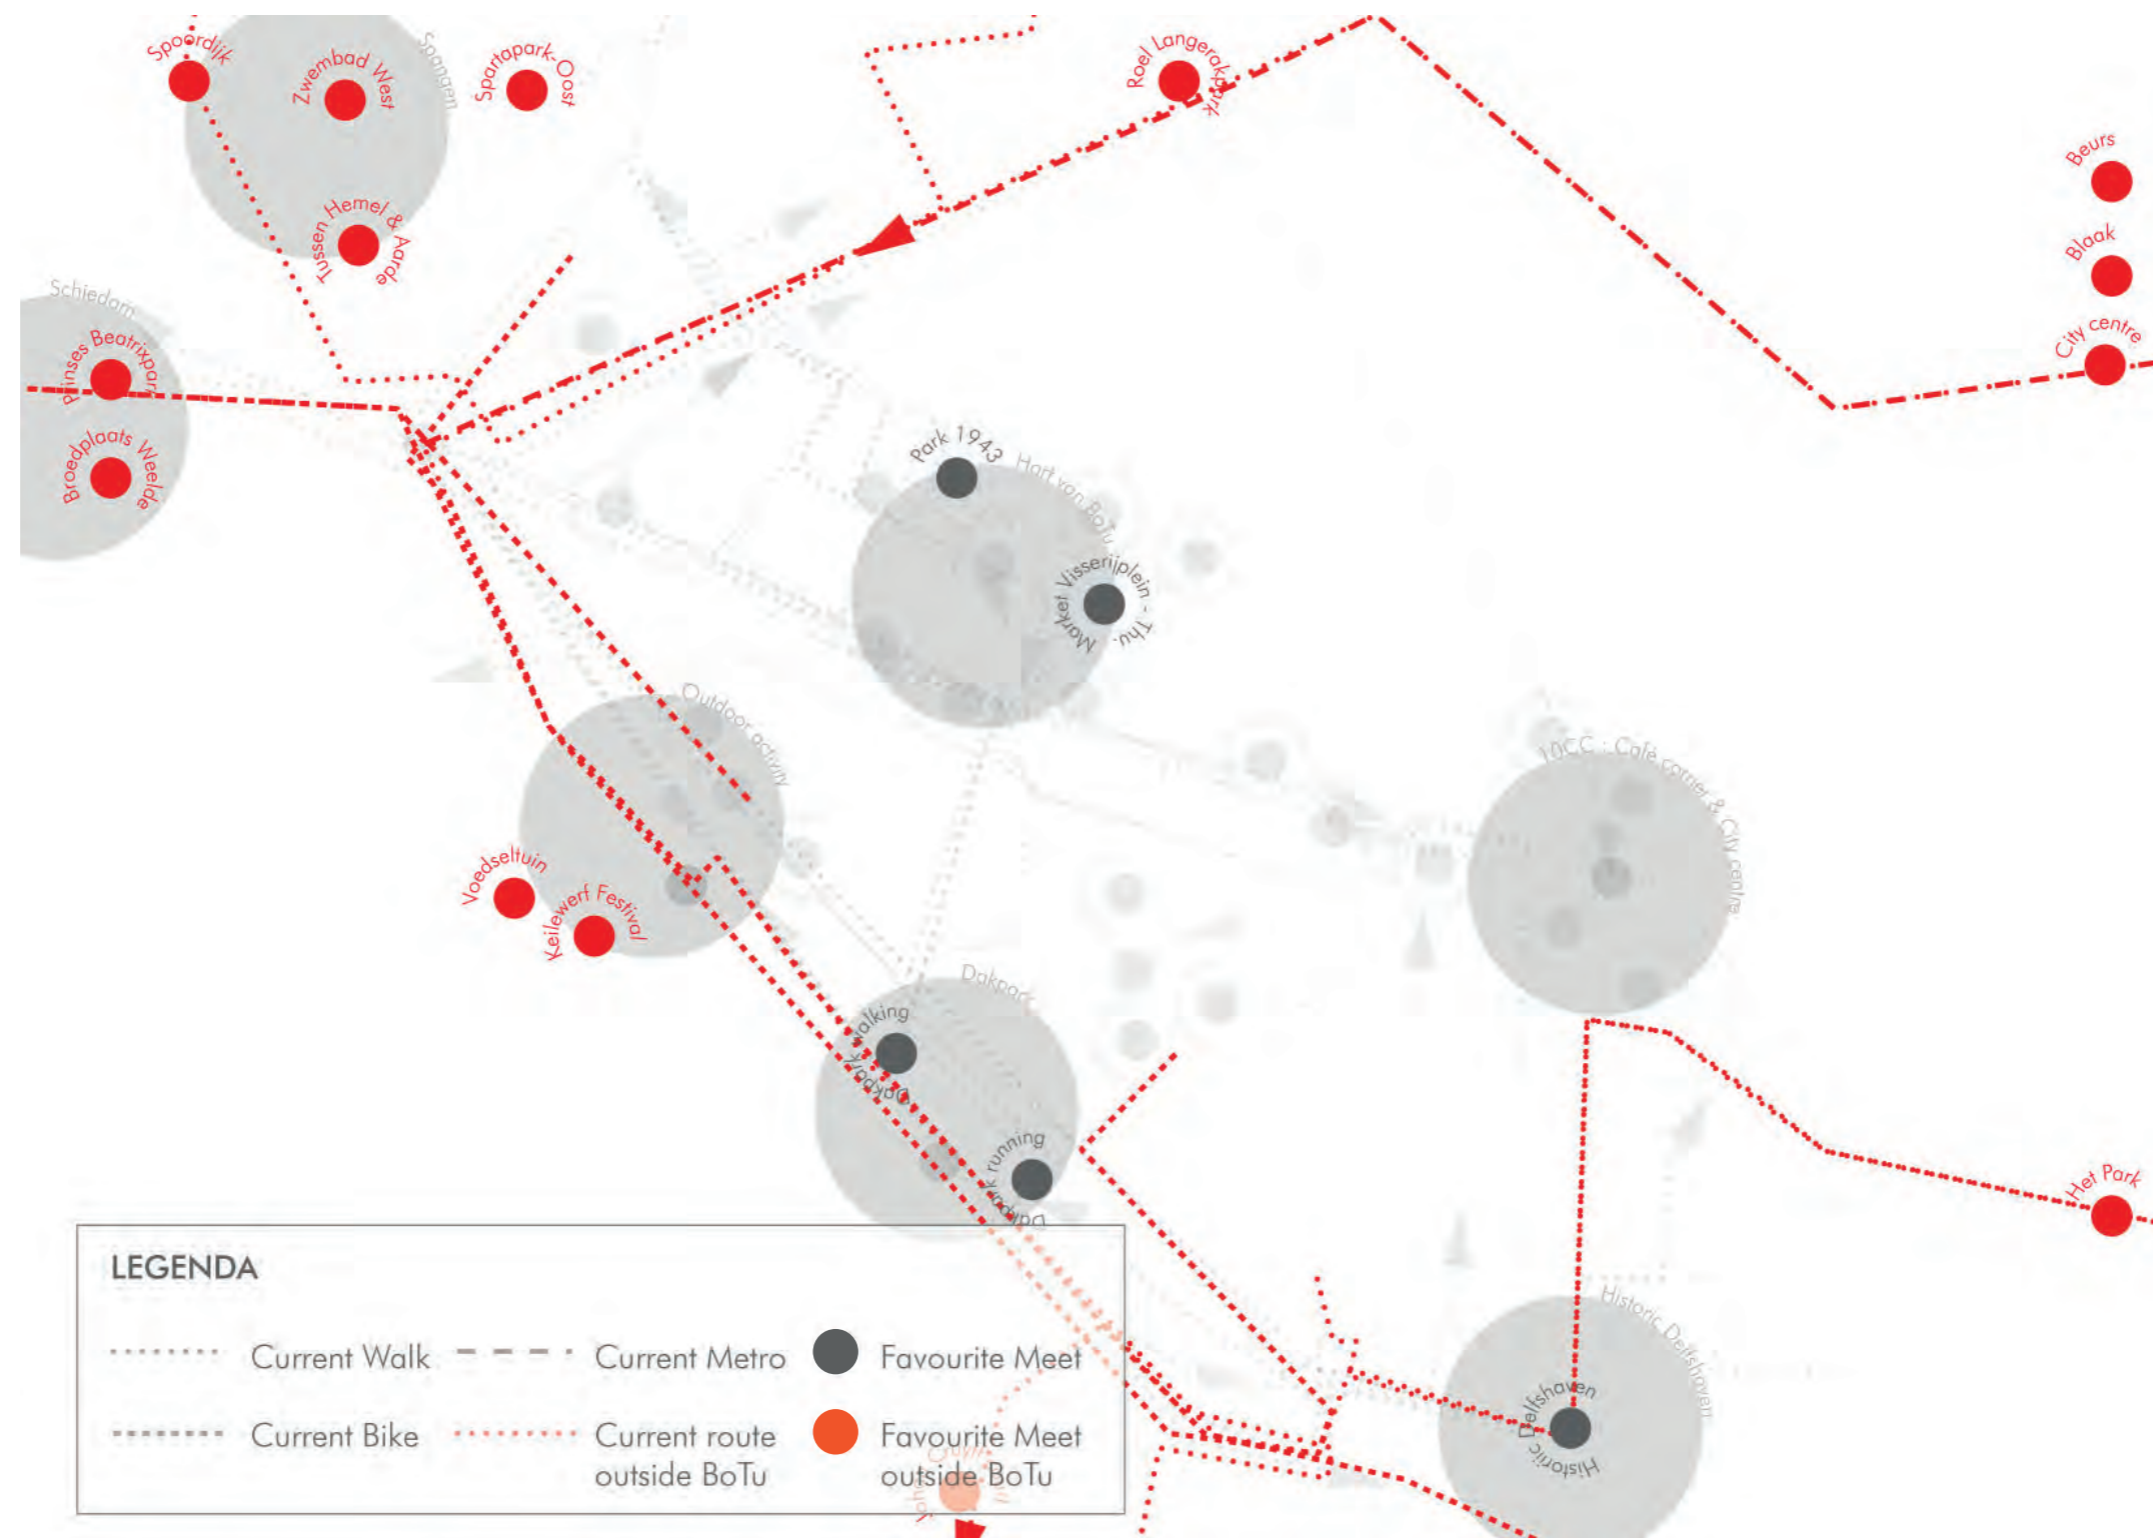 Spoordijk
Zwembad West
Spangen
Spartapark-Oost
Roel Langerakpark
Beurs
Tussen Hemel & Aarde
Blaak
Schiedam
City centre
Prinses Beatrixpark
Broedplaats Weelde
Park 1943
Hart van BoTu
Market Visserijplein - Thu.
Outdoor activity
10CC : Café corner & City centre
Voedseltuin
Keilewerf Festival
Dakpark
Dakpark walking
Dakpark running
Het Park
Historic Delfshaven
Historic Delfshaven
LEGENDA
Current Walk
Current Metro
Favourite Meet
Current Bike
Current route
outside BoTu
Favourite Meet
outside BoTu